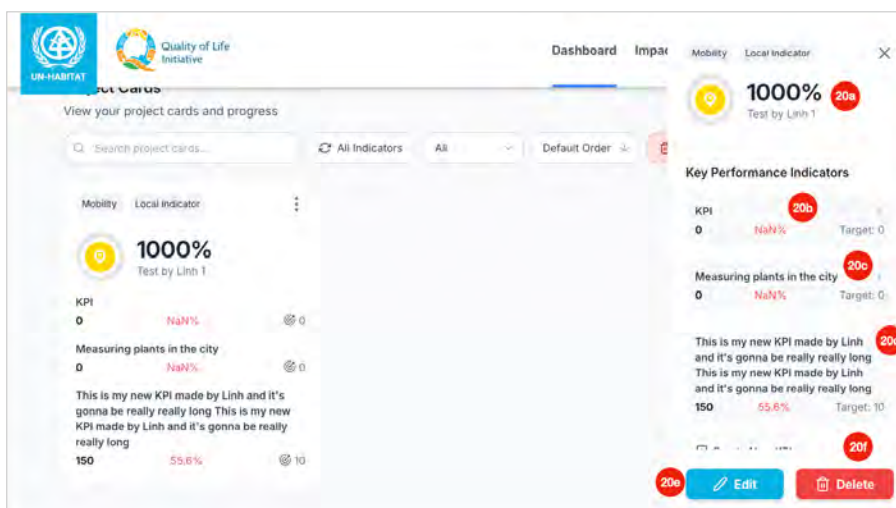 UN-HABITAT
Quality of Life
Initiative
Dashboard
Impac
Project Cards
View your project cards and progress
Search project cards...
All Indicators
All
Default Order
Mobility
Local Indicator
1000%
Test by Linh 1
KPI
0
NaN%
0
Measuring plants in the city
0
NaN%
0
This is my new KPI made by Linh and it's
gonna be really really long This is my new
KPI made by Linh and it's gonna be really
really long
150
55.6%
10
Mobility
Local Indicator
1000%
20a
Test by Linh 1
Key Performance Indicators
KPI
20b
0
NaN%
Target: 0
Measuring plants in the city
20c
0
NaN%
Target: 0
This is my new KPI made by Linh
and it's gonna be really really long
This is my new KPI made by Linh
and it's gonna be really really long
150
55.6%
Target: 10
20f
20e
Edit
Delete